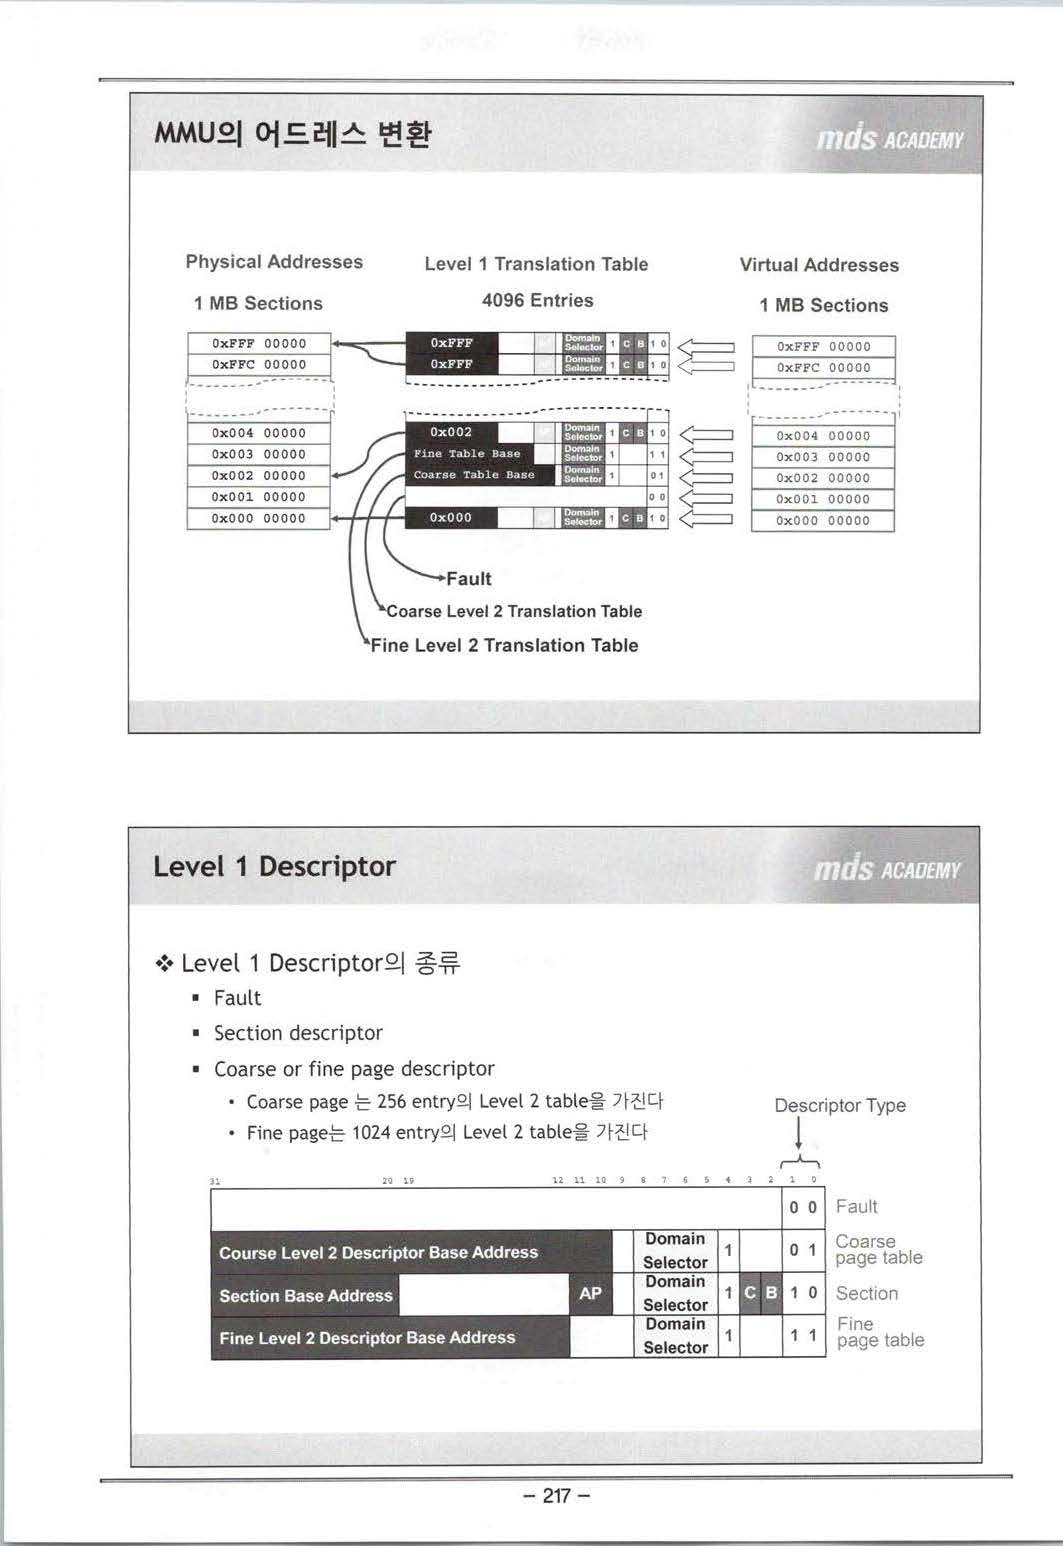 MMU의 어드레스 변환
mds ACADEMY
Physical Addresses
Level 1 Translation Table
Virtual Addresses
1 MB Sections
4096 Entries
1 MB Sections
0xFFF 00000
0xFFF
Domain Selector 1 C B 1 0
0xFFF 00000
0xFFC 00000
0xFFF
Domain Selector 1 C B 1 0
0xFFC 00000
0x004 00000
0x002
Domain Selector 1 C B 1 0
0x004 00000
0x003 00000
Fine Table Base
Domain Selector 1 1 1
0x003 00000
0x002 00000
Coarse Table Base
Domain Selector 1 0 1
0x002 00000
0x001 00000
0 0
0x001 00000
0x000 00000
0x000
Domain Selector 1 C B 1 0
0x000 00000
Fault
Coarse Level 2 Translation Table
Fine Level 2 Translation Table
Level 1 Descriptor
mds ACADEMY
❖ Level 1 Descriptor의 종류
▪ Fault
▪ Section descriptor
▪ Coarse or fine page descriptor
• Coarse page 는 256 entry의 Level 2 table을 가진다
• Fine page는 1024 entry의 Level 2 table을 가진다
Descriptor Type
31 20 19 12 11 10 9 8 7 6 5 4 3 2 1 0
0 0 Fault
Course Level 2 Descriptor Base Address Domain Selector 1 0 1 Coarse page table
Section Base Address AP Domain Selector 1 C B 1 0 Section
Fine Level 2 Descriptor Base Address Domain Selector 1 1 1 Fine page table
- 217 -